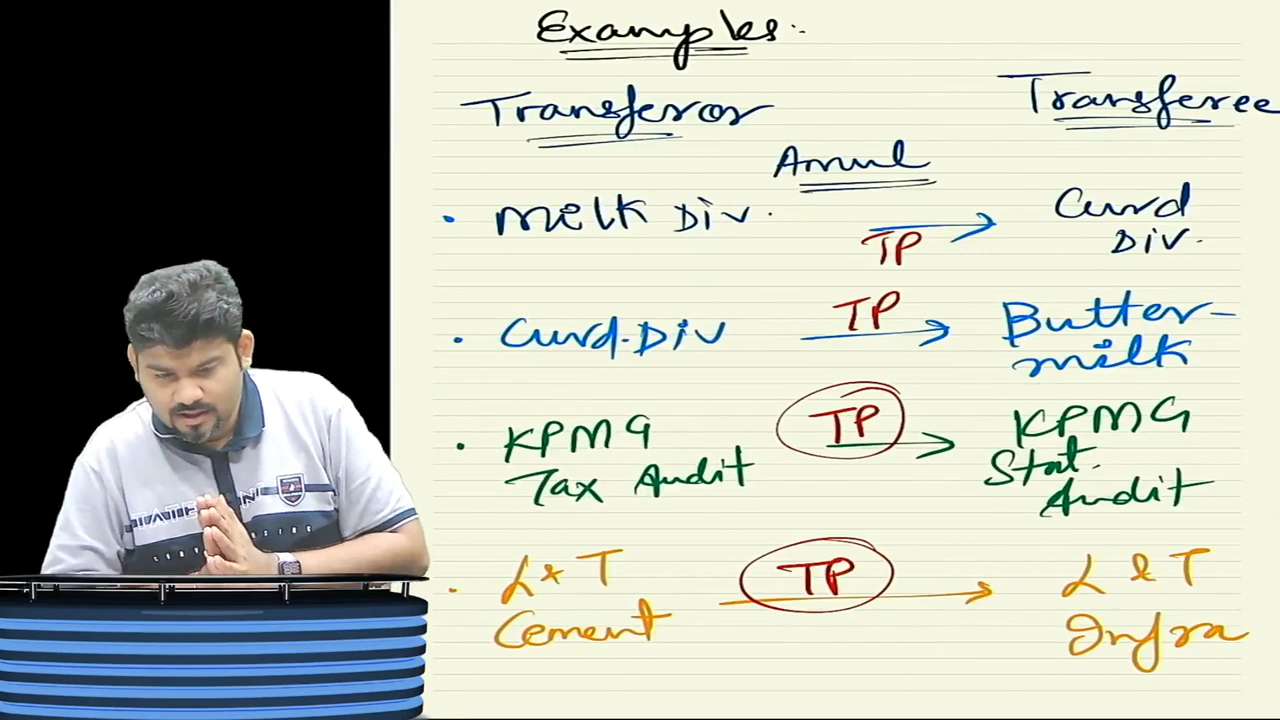 Examples:
Transferor Transferee
Amul
• Milk Div. TP Curd
Div.
• Curd.Div TP Butter-
milk
• KPMG TP KPMG
Tax Audit Stat.
Audit
• L & T TP L & T
Cement Infra